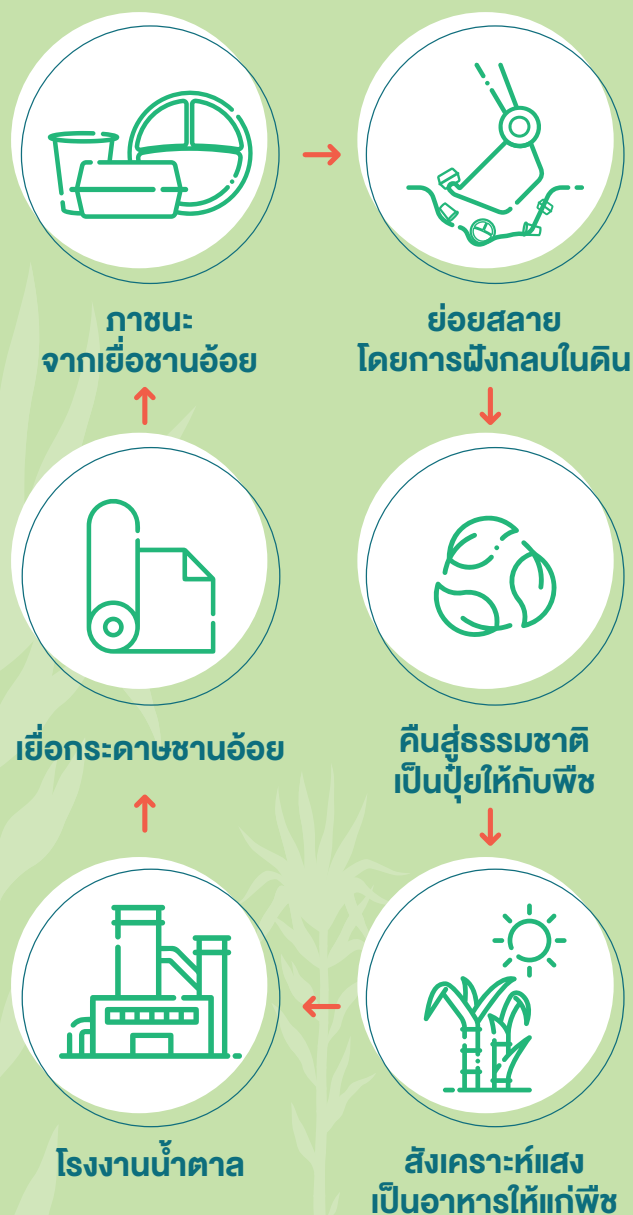 ภาชนะ
จากเยื่อชานอ้อย
ย่อยสลาย
โดยการฝังกลบในดิน
เยื่อกระดาษชานอ้อย
คืนสู่ธรรมชาติ
เป็นปุ๋ยให้กับพืช
โรงงานน้ำตาล
สังเคราะห์แสง
เป็นอาหารให้แก่พืช